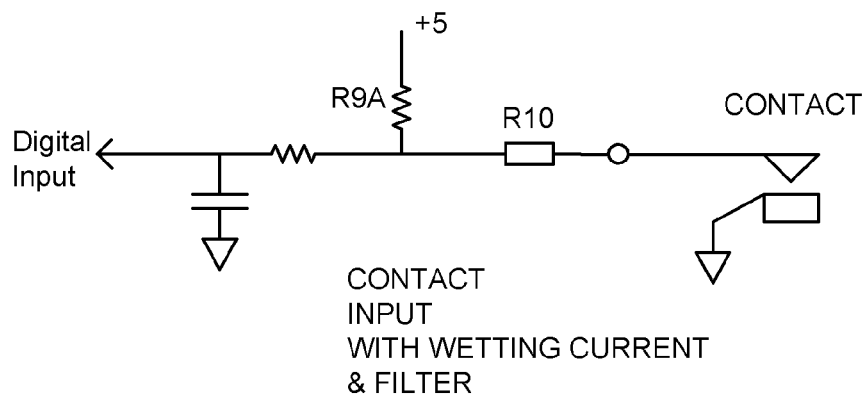 +5
R9A
R10
CONTACT
Digital
Input
CONTACT
INPUT
WITH WETTING CURRENT
& FILTER